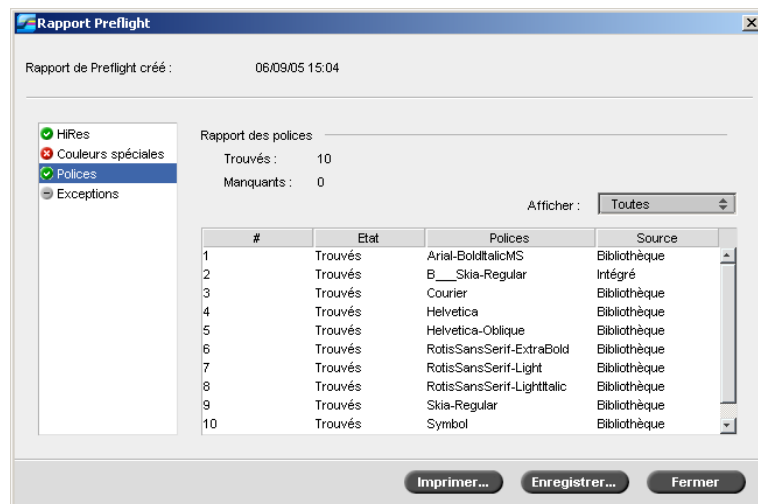 Rapport Preflight
Rapport de Preflight créé : 06/09/05 15:04
HiRes
Couleurs spéciales
Polices
Exceptions
Rapport des polices
Trouvés : 10
Manquants : 0
Afficher : Toutes
# Etat Polices Source
1 Trouvés Arial-BoldItalicMS Bibliothèque
2 Trouvés B___Skia-Regular Intégré
3 Trouvés Courier Bibliothèque
4 Trouvés Helvetica Bibliothèque
5 Trouvés Helvetica-Oblique Bibliothèque
6 Trouvés RotisSansSerif-ExtraBold Bibliothèque
7 Trouvés RotisSansSerif-Light Bibliothèque
8 Trouvés RotisSansSerif-LightItalic Bibliothèque
9 Trouvés Skia-Regular Bibliothèque
10 Trouvés Symbol Bibliothèque
Imprimer... Enregistrer... Fermer